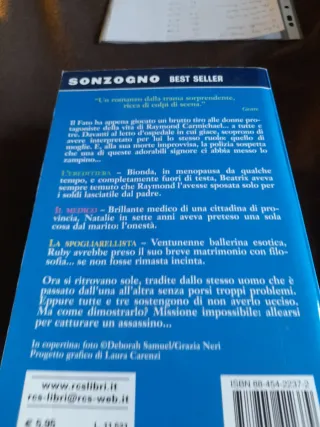 SONZOGNO BEST SELLER
"Un romanzo dalla trama sorprendente,
ricca di colpi di scena."
Il Fato ha appena giocato un brutto tiro alle donne pro-
tagoniste della vita di Raymond Carmichael... a tutte e
tre. Davanti al letto d'ospedale in cui giace, scoprono di
avere interpretato per lui lo stesso ruolo: quello di
moglie. E, alla sua morte improvvisa, la polizia sospetta
che una di queste adorabili signore ci abbia messo lo
zampino...
L'EREDITIERA – Bionda, in menopausa da qualche
tempo, e completamente fuori di testa, Beatrix aveva
sempre temuto che Raymond l'avesse sposata solo per
i soldi lasciatile dal padre.
IL MEDICO – Brillante medico di una cittadina di pro-
vincia, Natalie in sette anni aveva preteso una sola
cosa dal marito: l'onestà.
LA SPOGLIARELLISTA – Ventunenne ballerina esotica,
Ruby avrebbe preso il suo breve matrimonio con filo-
sofia... se non fosse rimasta incinta.
Ora si ritrovano sole, tradite dallo stesso uomo che è
passato dall'una all'altra senza porsi troppi problemi.
Eppure tutte e tre sostengono di non averlo ucciso.
Ma come dimostrarlo? Missione impossibile: allearsi
per catturare un assassino...
In copertina: foto ©Deborah Samuel/Grazia Neri
Progetto grafico di Laura Carenzi
www.rcslibri.it
rcs-libri@rcs-web.it
ISBN 88-454-2237-2